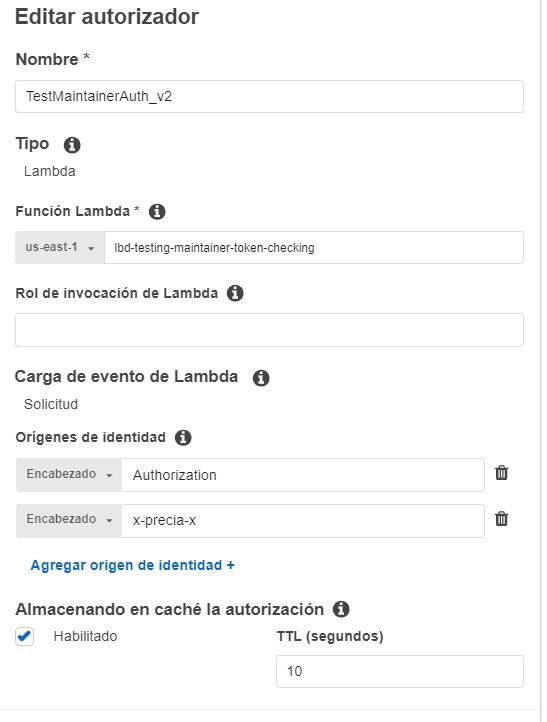 Editar autorizador
Nombre *
TestMaintainerAuth_v2
Tipo
Lambda
Función Lambda *
us-east-1 lbd-testing-maintainer-token-checking
Rol de invocación de Lambda
Carga de evento de Lambda
Solicitud
Orígenes de identidad
Encabezado Authorization
Encabezado x-precia-x
Agregar origen de identidad +
Almacenando en caché la autorización
Habilitado TTL (segundos)
10